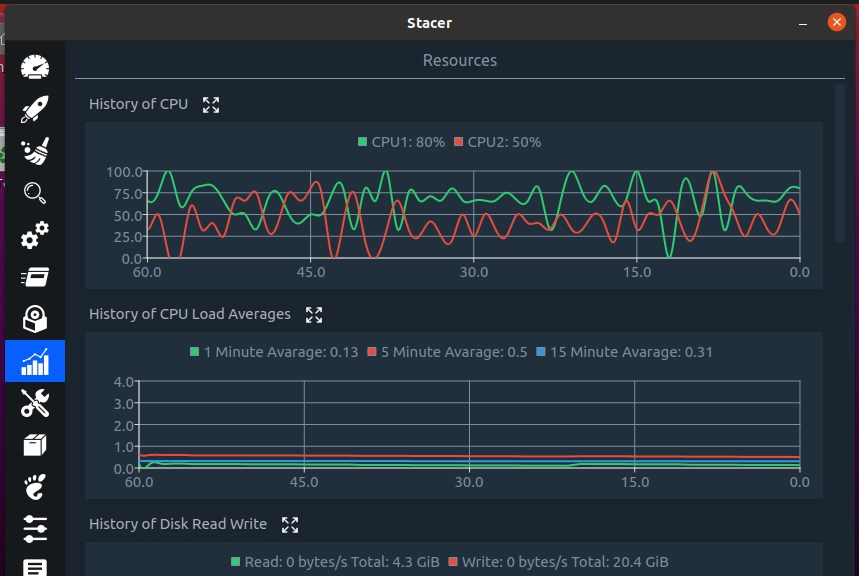 Stacer
Resources
History of CPU
CPU1: 80% CPU2: 50%
100.0
75.0
50.0
25.0
0.0
60.0 45.0 30.0 15.0 0.0
History of CPU Load Averages
1 Minute Avarage: 0.13 5 Minute Avarage: 0.5 15 Minute Avarage: 0.31
4.0
3.0
2.0
1.0
0.0
60.0 45.0 30.0 15.0 0.0
History of Disk Read Write
Read: 0 bytes/s Total: 4.3 GiB Write: 0 bytes/s Total: 20.4 GiB